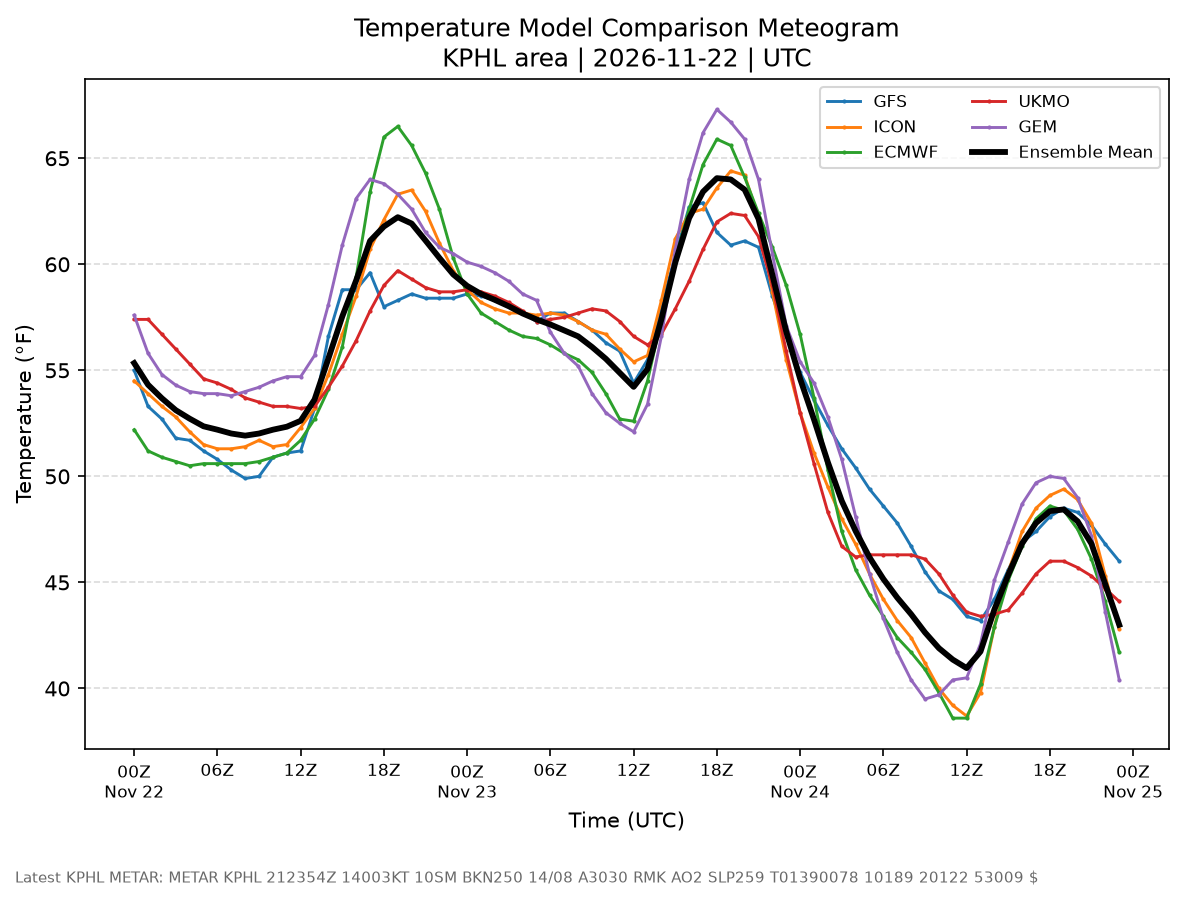 Temperature Model Comparison Meteogram
KPHL area | 2026-11-22 | UTC
GFS
ICON
ECMWF
UKMO
GEM
Ensemble Mean
Temperature (°F)
65
60
55
50
45
40
00Z 06Z 12Z 18Z 00Z 06Z 12Z 18Z 00Z 06Z 12Z 18Z 00Z
Nov 22 Nov 23 Nov 24 Nov 25
Time (UTC)
Latest KPHL METAR: METAR KPHL 212354Z 14003KT 10SM BKN250 14/08 A3030 RMK AO2 SLP259 T01390078 10189 20122 53009 $